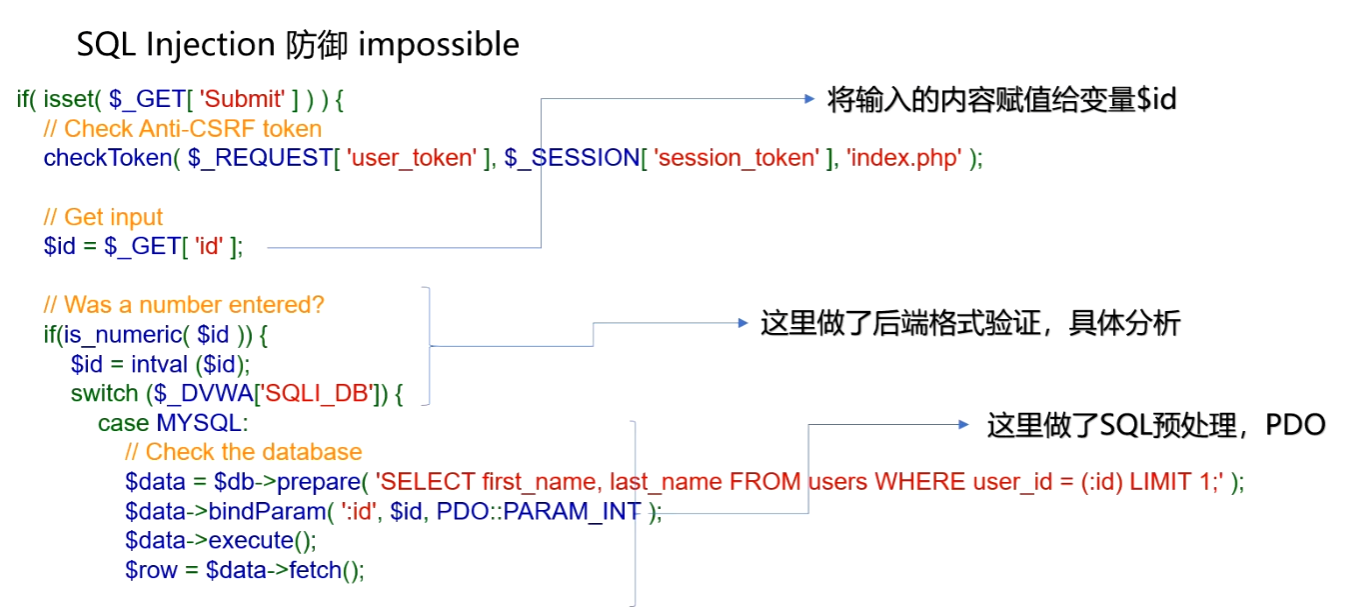 SQL Injection 防御 impossible
if( isset( $_GET[ 'Submit' ] ) ) {
将输入的内容赋值给变量$id
// Check Anti-CSRF token
checkToken( $_REQUEST[ 'user_token' ], $_SESSION[ 'session_token' ], 'index.php' );
// Get input
$id = $_GET[ 'id' ];
// Was a number entered?
if(is_numeric( $id )) {
这里做了后端格式验证，具体分析
$id = intval ($id);
switch ($_DVWA['SQLI_DB']) {
case MYSQL:
这里做了SQL预处理，PDO
// Check the database
$data = $db->prepare( 'SELECT first_name, last_name FROM users WHERE user_id = (:id) LIMIT 1;' );
$data->bindParam( ':id', $id, PDO::PARAM_INT );
$data->execute();
$row = $data->fetch();